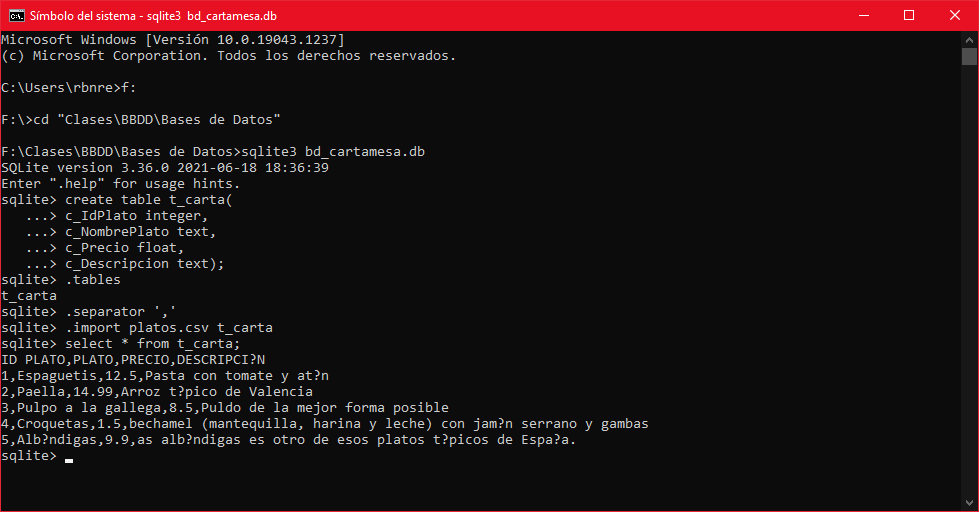 Símbolo del sistema - sqlite3 bd_cartamesa.db
Microsoft Windows [Versión 10.0.19043.1237]
(c) Microsoft Corporation. Todos los derechos reservados.
C:\Users\rbnre>f:
F:\>cd "Clases\BBDD\Bases de Datos"
F:\Clases\BBDD\Bases de Datos>sqlite3 bd_cartamesa.db
SQLite version 3.36.0 2021-06-18 18:36:39
Enter ".help" for usage hints.
sqlite> create table t_carta(
   ...> c_IdPlato integer,
   ...> c_NombrePlato text,
   ...> c_Precio float,
   ...> c_Descripcion text);
sqlite> .tables
t_carta
sqlite> .separator ','
sqlite> .import platos.csv t_carta
sqlite> select * from t_carta;
ID PLATO,PLATO,PRECIO,DESCRIPCI?N
1,Espaguetis,12.5,Pasta con tomate y at?n
2,Paella,14.99,Arroz t?pico de Valencia
3,Pulpo a la gallega,8.5,Puldo de la mejor forma posible
4,Croquetas,1.5,bechamel (mantequilla, harina y leche) con jam?n serrano y gambas
5,Alb?ndigas,9.9,as alb?ndigas es otro de esos platos t?picos de Espa?a.
sqlite>